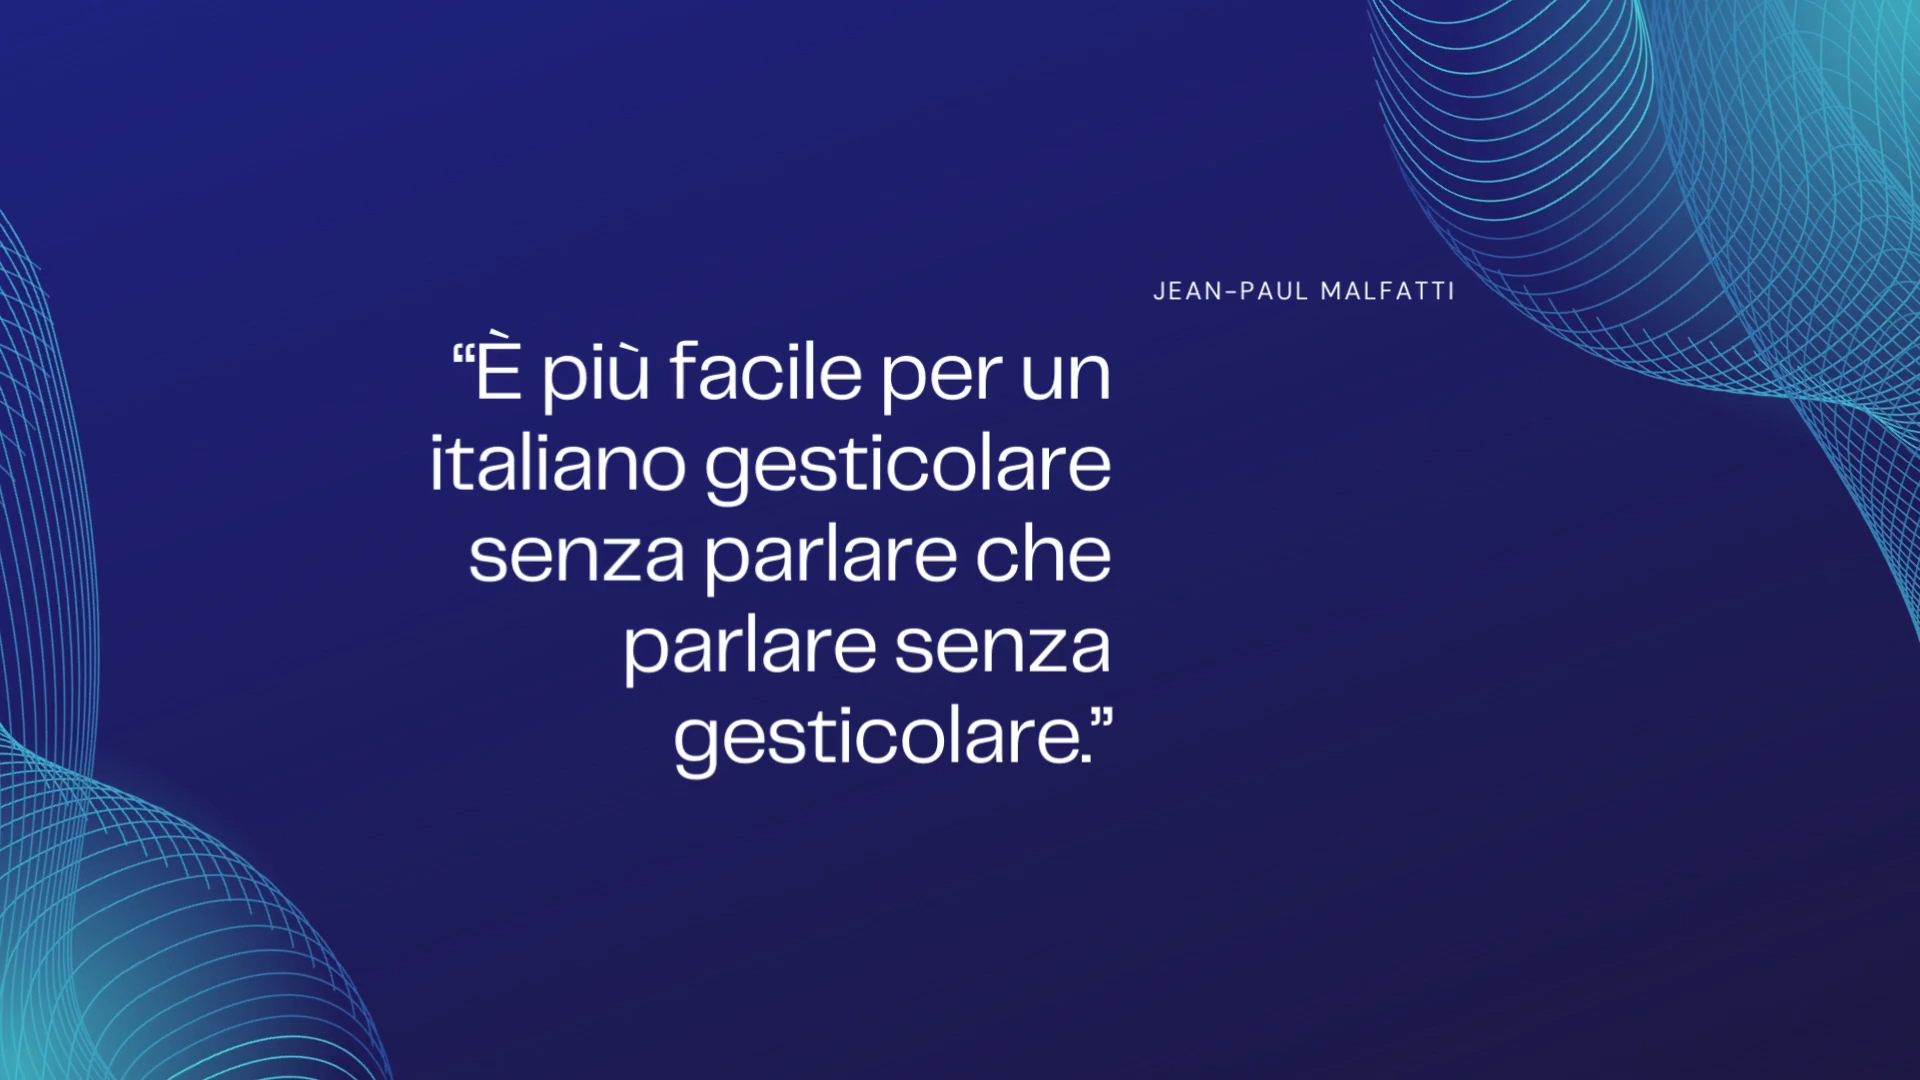 JEAN-PAUL MALFATTI
“È più facile per un
italiano gesticolare
senza parlare che
parlare senza
gesticolare.”